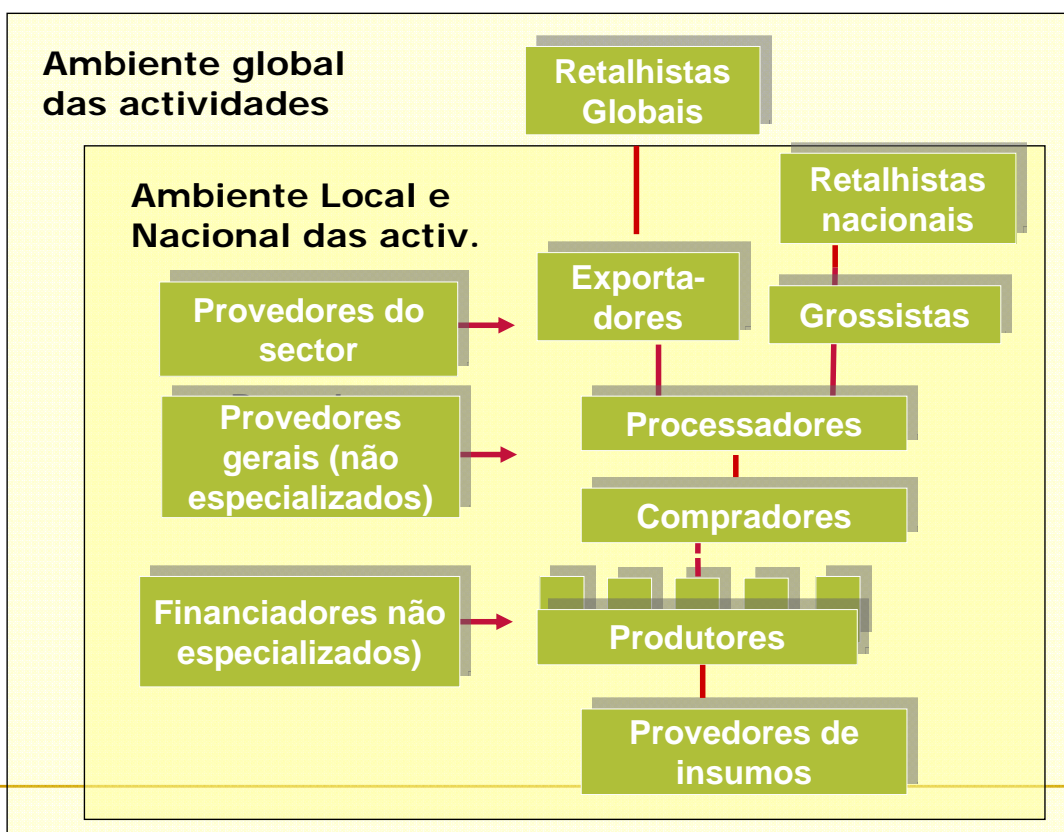 Ambiente global
das actividades
Retalhistas
Globais
Ambiente Local e
Nacional das activ.
Retalhistas
nacionais
Exporta-
dores
Grossistas
Provedores do
sector
Provedores
gerais (não
especializados)
Processadores
Compradores
Financiadores não
especializados)
Produtores
Provedores de
insumos